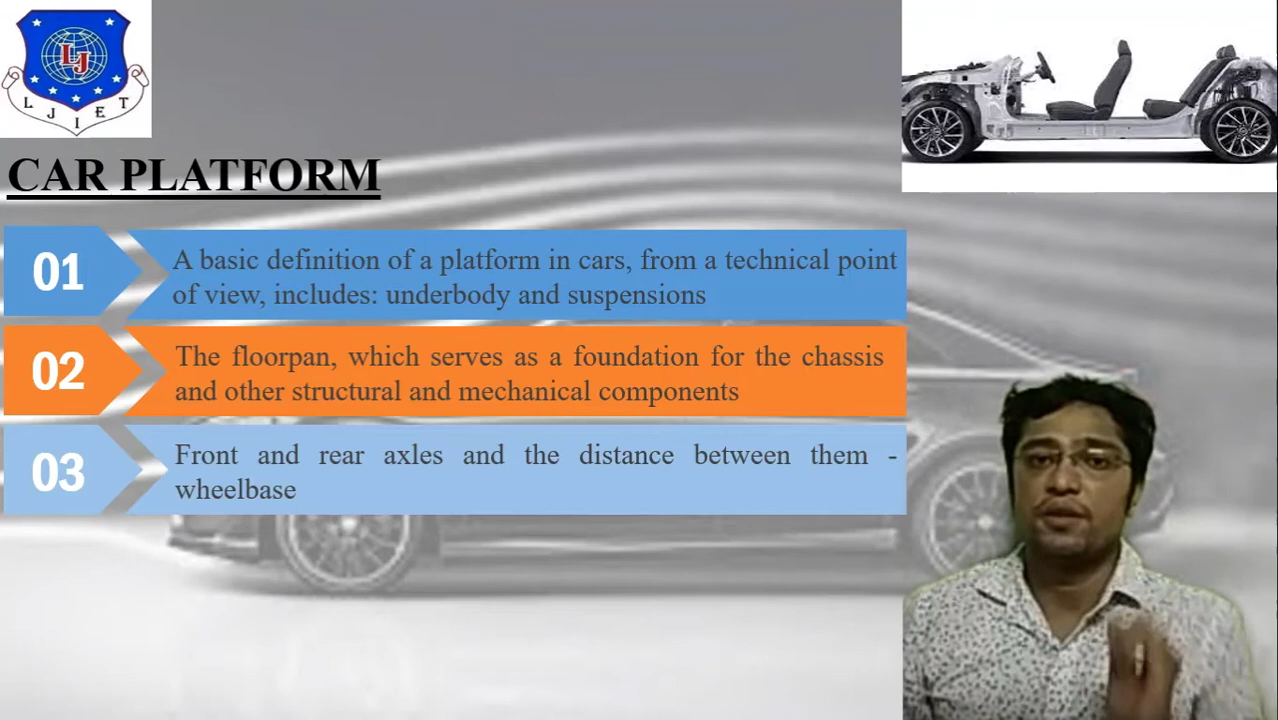 LJ
L J I E T
CAR PLATFORM
01
A basic definition of a platform in cars, from a technical point
of view, includes: underbody and suspensions
02
The floorpan, which serves as a foundation for the chassis
and other structural and mechanical components
03
Front and rear axles and the distance between them -
wheelbase